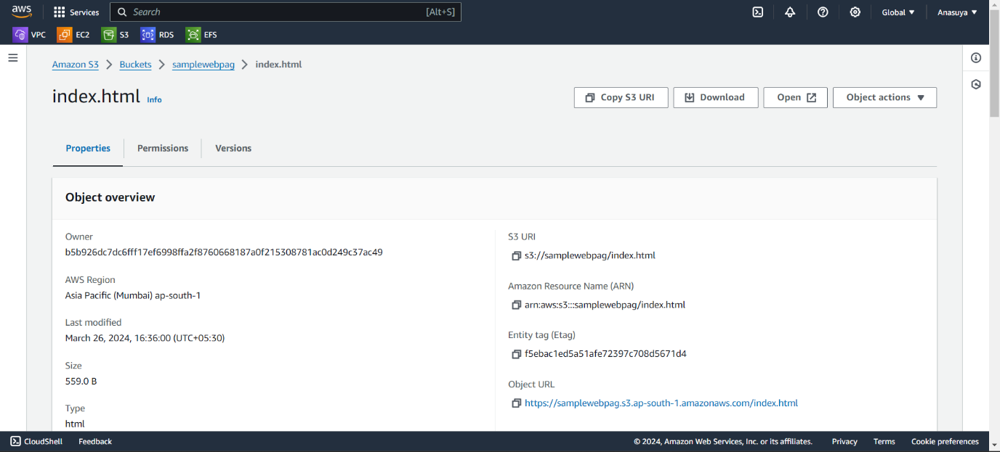 aws Services Search [Alt+S] Global Anasuya
VPC EC2 S3 RDS EFS
Amazon S3 Buckets samplewebpag index.html
index.html Info Copy S3 URI Download Open Object actions
Properties Permissions Versions
Object overview
Owner
b5b926dc7dc6fff17ef6998ffa2f8760668187a0f215308781ac0d249c37ac49
AWS Region
Asia Pacific (Mumbai) ap-south-1
Last modified
March 26, 2024, 16:36:00 (UTC+05:30)
Size
559.0 B
Type
html
S3 URI
s3://samplewebpag/index.html
Amazon Resource Name (ARN)
arn:aws:s3:::samplewebpag/index.html
Entity tag (Etag)
f5ebac1ed5a51afe72397c708d5671d4
Object URL
https://samplewebpag.s3.ap-south-1.amazonaws.com/index.html
CloudShell Feedback © 2024, Amazon Web Services, Inc. or its affiliates. Privacy Terms Cookie preferences